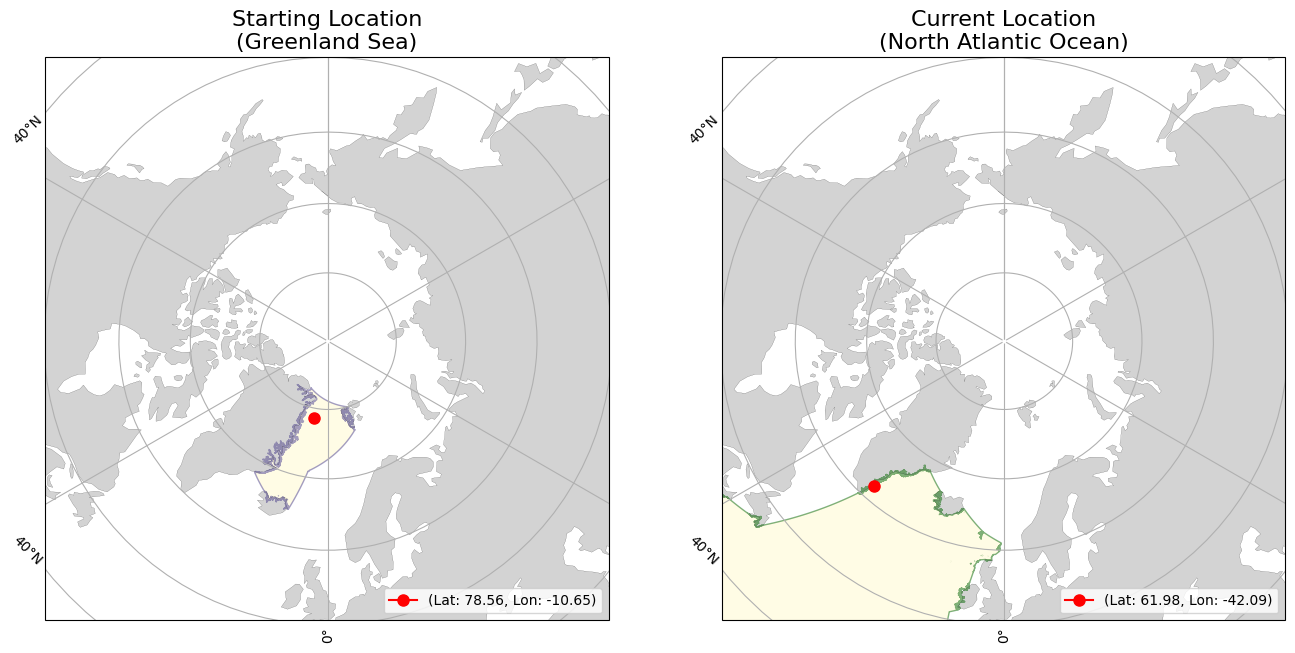 Starting Location
(Greenland Sea)
40°N
40°N
0°
(Lat: 78.56, Lon: -10.65)
Current Location
(North Atlantic Ocean)
40°N
40°N
0°
(Lat: 61.98, Lon: -42.09)